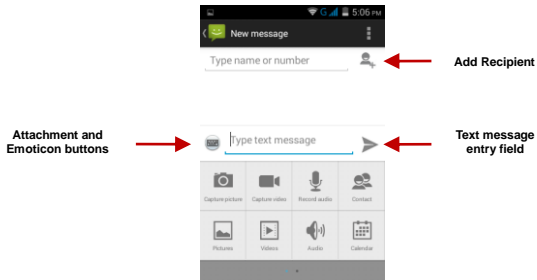 G 5:06 PM
New message
Type name or number
Add Recipient
Attachment and
Emoticon buttons
Type text message
Text message
entry field
Capture picture Capture video Record audio Contact
Pictures Videos Audio Calendar